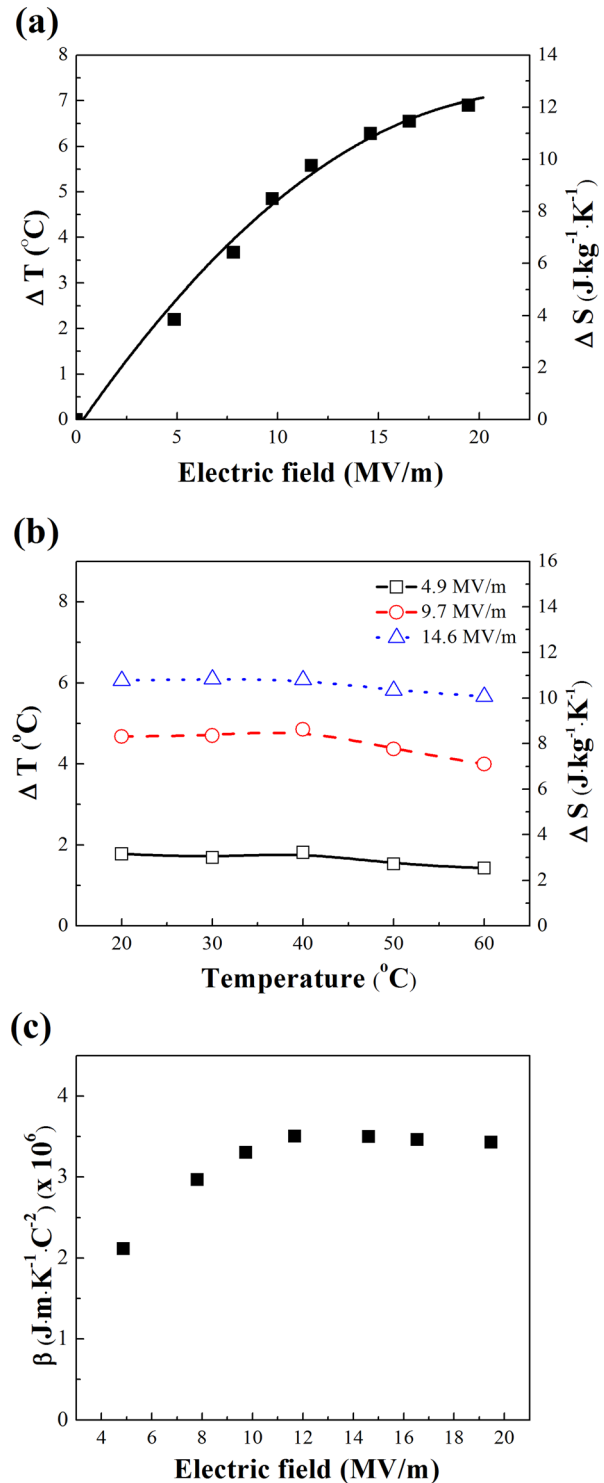 (a)
8
7
6
5
4
3
2
1
0
Δ T (°C)
14
12
10
8
6
4
2
0
Δ S (J·kg⁻¹·K⁻¹)
0 5 10 15 20
Electric field (MV/m)
(b)
8
6
4
2
0
Δ T (°C)
4.9 MV/m
9.7 MV/m
14.6 MV/m
16
14
12
10
8
6
4
2
0
Δ S (J·kg⁻¹·K⁻¹)
20 30 40 50 60
Temperature (°C)
(c)
4
3
2
1
0
β (J·m·K⁻¹·C⁻²) (x 10⁶)
4 6 8 10 12 14 16 18 20
Electric field (MV/m)